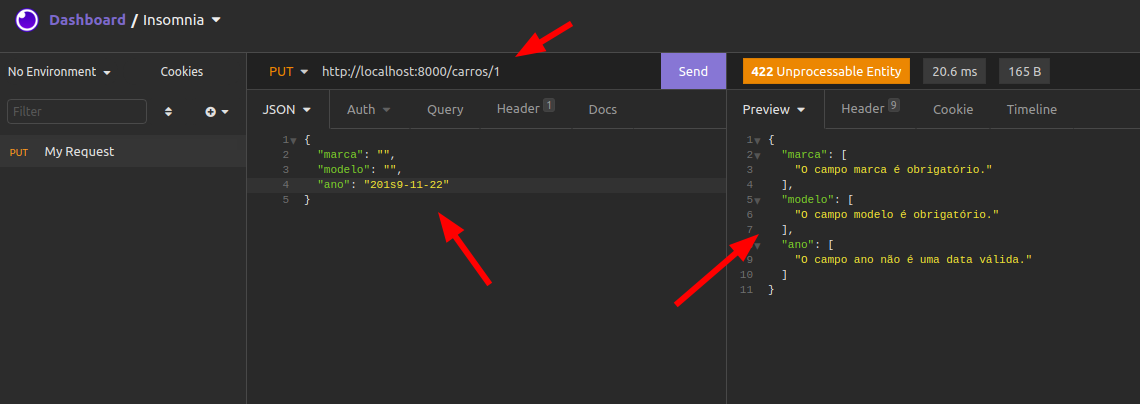 Dashboard / Insomnia
No Environment Cookies
Filter
PUT My Request
PUT http://localhost:8000/carros/1 Send
JSON Auth Query Header 1 Docs
1 {
2 "marca": "",
3 "modelo": "",
4 "ano": "201s9-11-22"
5 }
422 Unprocessable Entity 20.6 ms 165 B
Preview Header 9 Cookie Timeline
1 {
2 "marca": [
3 "O campo marca é obrigatório."
4 ],
5 "modelo": [
6 "O campo modelo é obrigatório."
7 ],
"ano": [
9 "O campo ano não é uma data válida."
10 ]
11 }